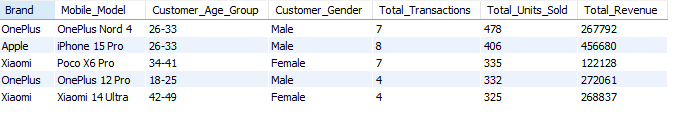 Brand Mobile_Model Customer_Age_Group Customer_Gender Total_Transactions Total_Units_Sold Total_Revenue
OnePlus OnePlus Nord 4 26-33 Male 7 478 267792
Apple iPhone 15 Pro 26-33 Male 8 406 456680
Xiaomi Poco X6 Pro 34-41 Female 7 335 122128
OnePlus OnePlus 12 Pro 18-25 Male 4 332 272061
Xiaomi Xiaomi 14 Ultra 42-49 Female 4 325 268837